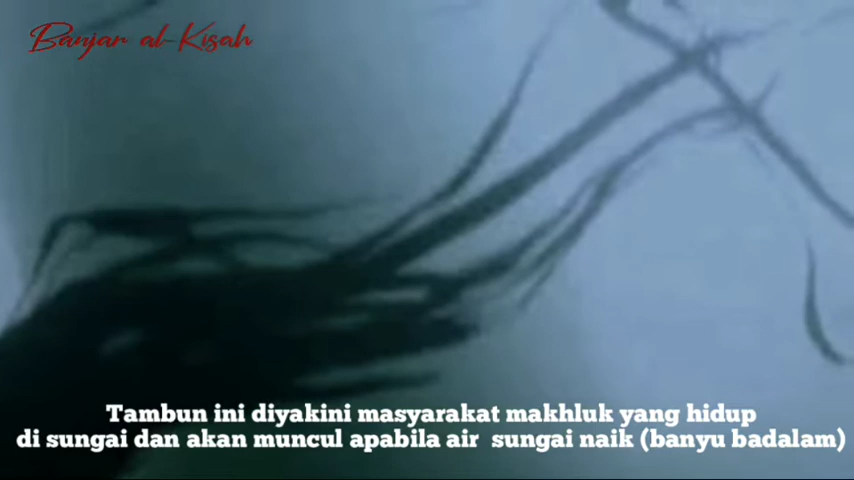 Banjar al-Kisah
Tambun ini diyakini masyarakat makhluk yang hidup
di sungai dan akan muncul apabila air sungai naik (banyu badalam)